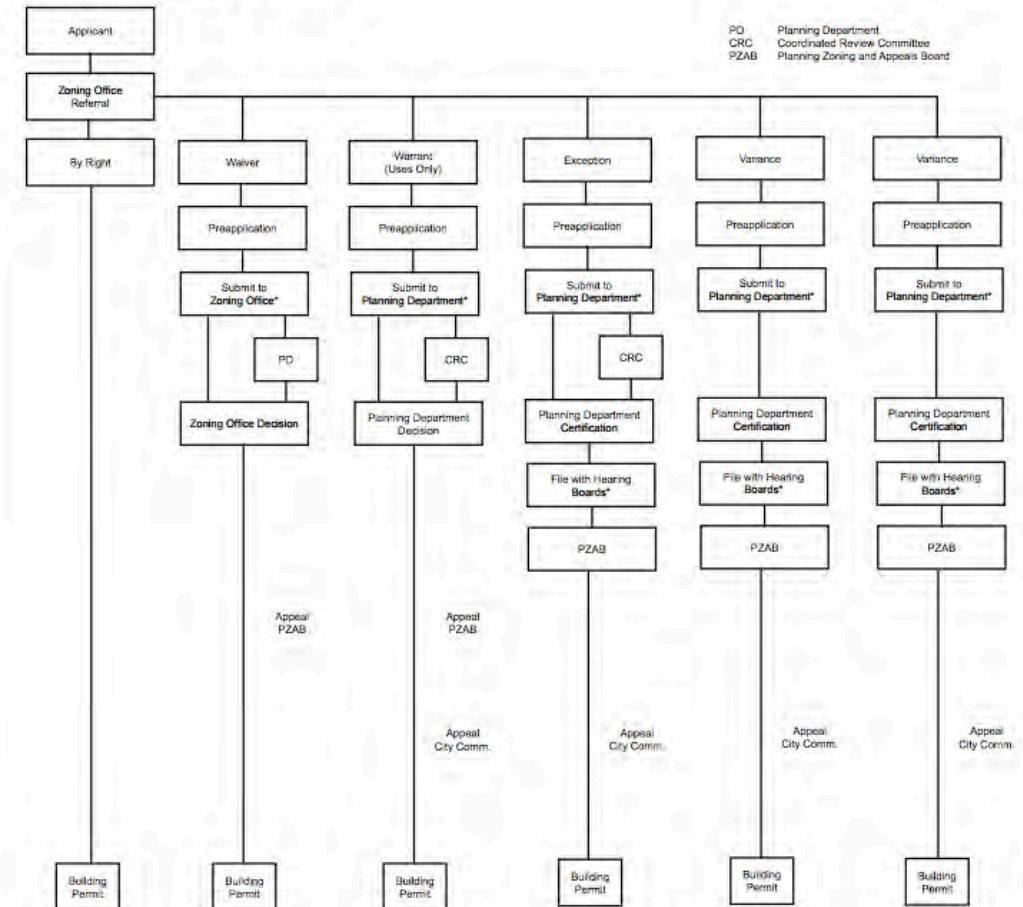 Applicant
PD Planning Department
CRC Coordinated Review Committee
PZAB Planning Zoning and Appeals Board
Zoning Office
Referral
By Right
Waiver
Warrant
(Uses Only)
Exception
Variance
Variance
Preapplication
Preapplication
Preapplication
Preapplication
Preapplication
Submit to
Zoning Office*
Submit to
Planning Department*
Submit to
Planning Department*
Submit to
Planning Department*
Submit to
Planning Department*
PD
CRC
CRC
Zoning Office Decision
Planning Department
Decision
Planning Department
Certification
Planning Department
Certification
Planning Department
Certification
File with Hearing
Boards*
File with Hearing
Boards*
File with Hearing
Boards*
PZAB
PZAB
PZAB
Appeal
PZAB
Appeal
PZAB
Appeal
City Comm.
Appeal
City Comm.
Appeal
City Comm.
Appeal
City Comm.
Building
Permit
Building
Permit
Building
Permit
Building
Permit
Building
Permit
Building
Permit